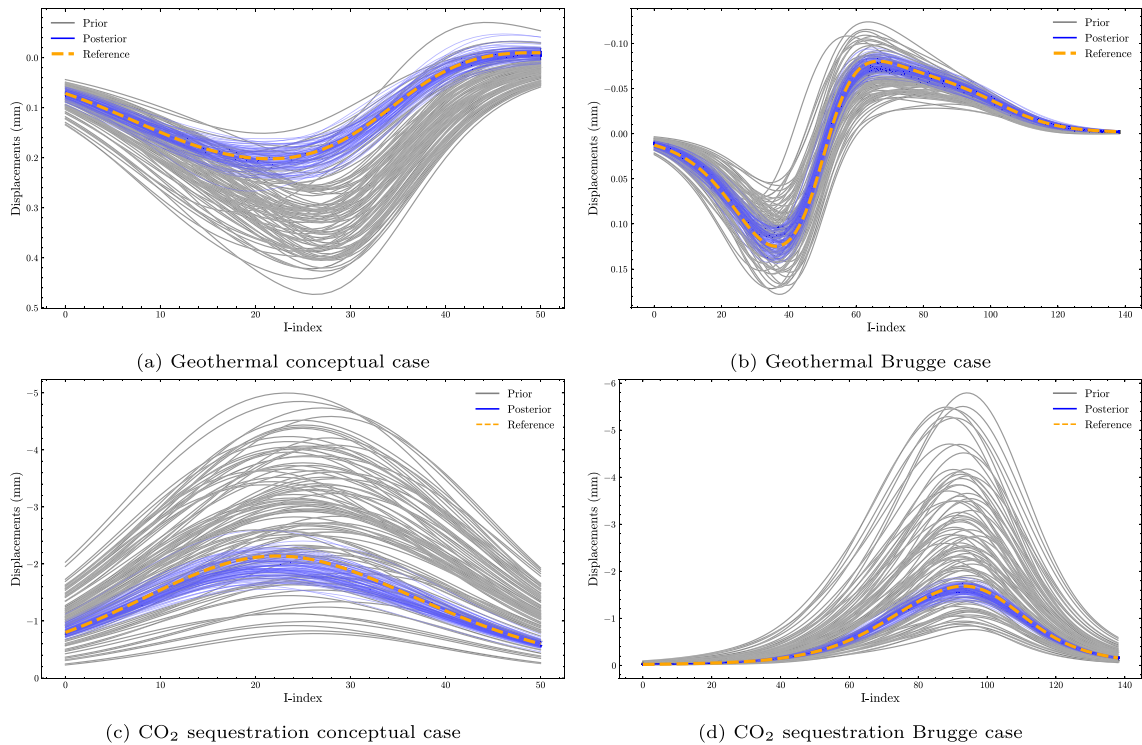 Prior
Posterior
Reference
0.0
0.1
0.2
0.3
0.4
0.5
Displacements (mm)
0 10 20 30 40 50
I-index
(a) Geothermal conceptual case
Prior
Posterior
Reference
−0.10
−0.05
0.00
0.05
0.10
0.15
Displacements (mm)
0 20 40 60 80 100 120 140
I-index
(b) Geothermal Brugge case
Prior
Posterior
Reference
−5
−4
−3
−2
−1
0
Displacements (mm)
0 10 20 30 40 50
I-index
(c) CO₂ sequestration conceptual case
Prior
Posterior
Reference
−6
−5
−4
−3
−2
−1
0
Displacements (mm)
0 20 40 60 80 100 120 140
I-index
(d) CO₂ sequestration Brugge case